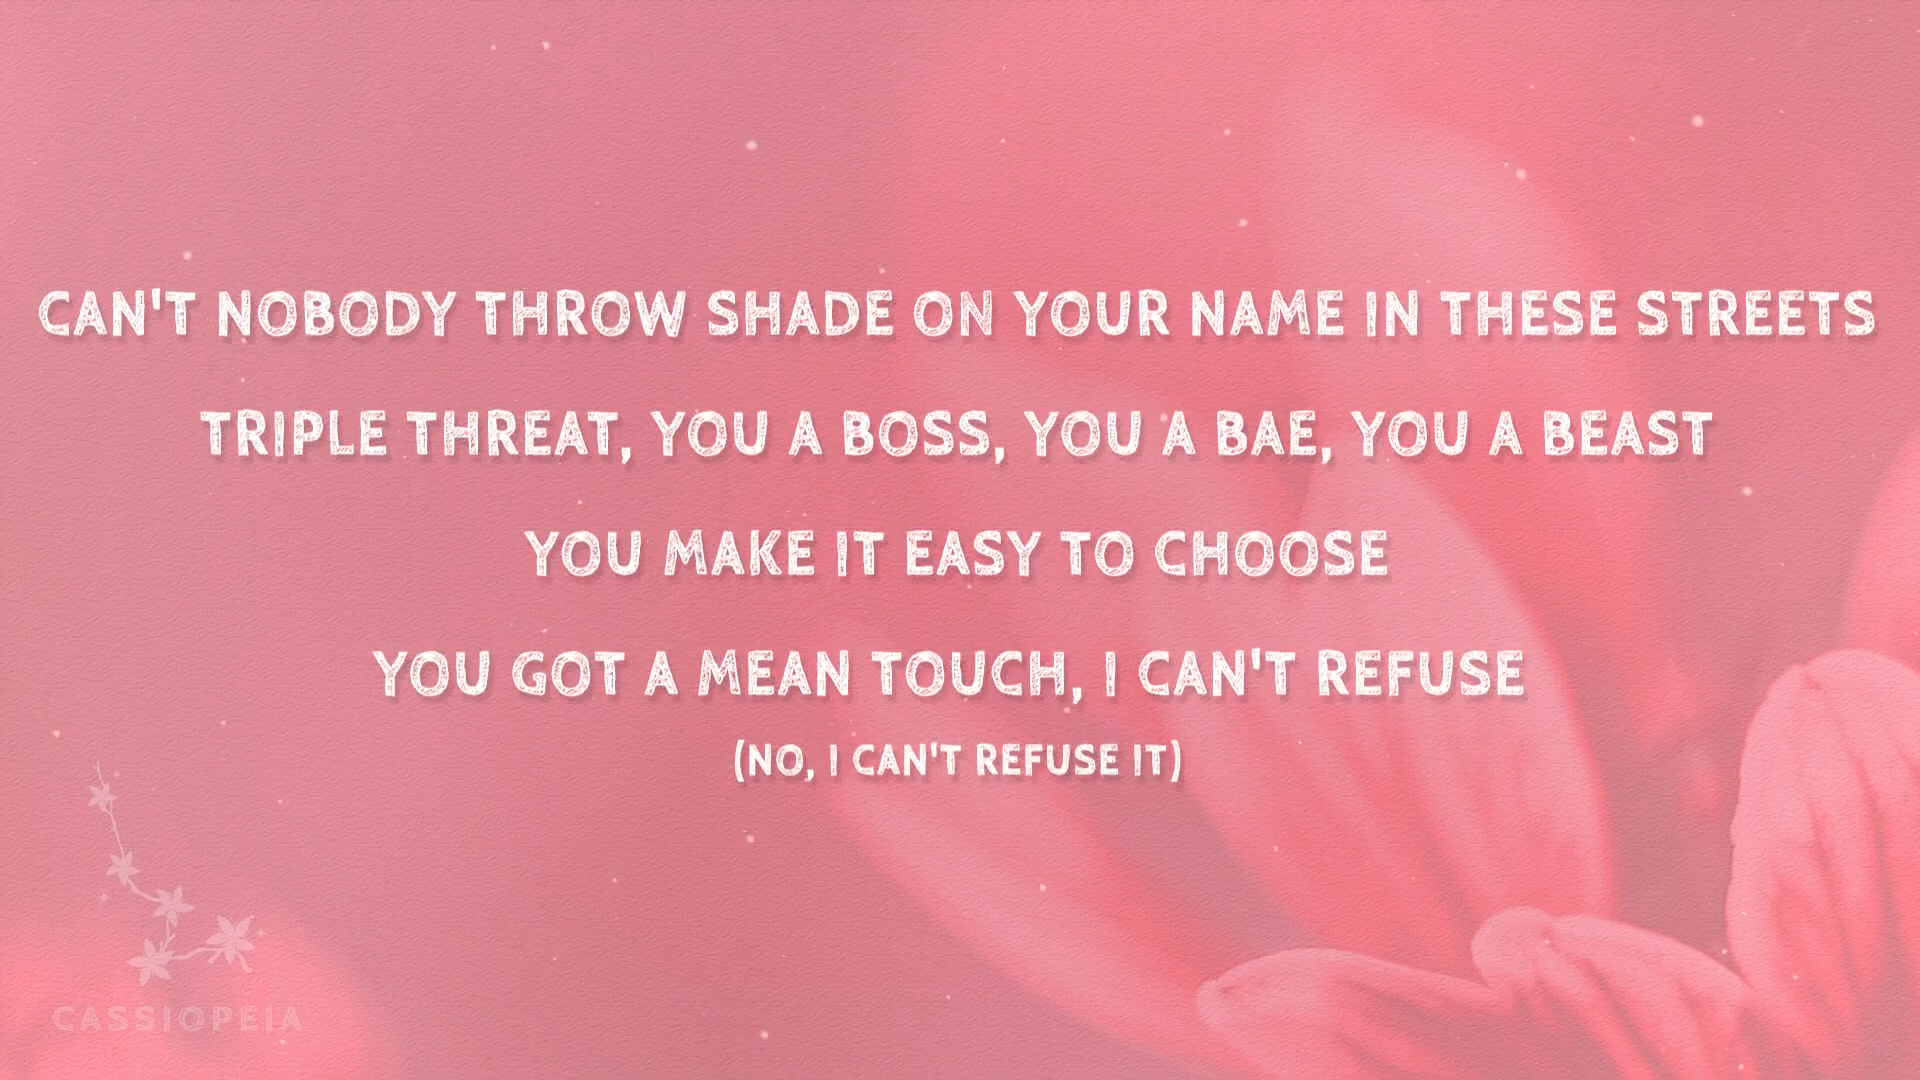 CAN'T NOBODY THROW SHADE ON YOUR NAME IN THESE STREETS
TRIPLE THREAT, YOU A BOSS, YOU A BAE, YOU A BEAST
YOU MAKE IT EASY TO CHOOSE
YOU GOT A MEAN TOUCH, I CAN'T REFUSE
(NO, I CAN'T REFUSE IT)
CASSIOPEIA